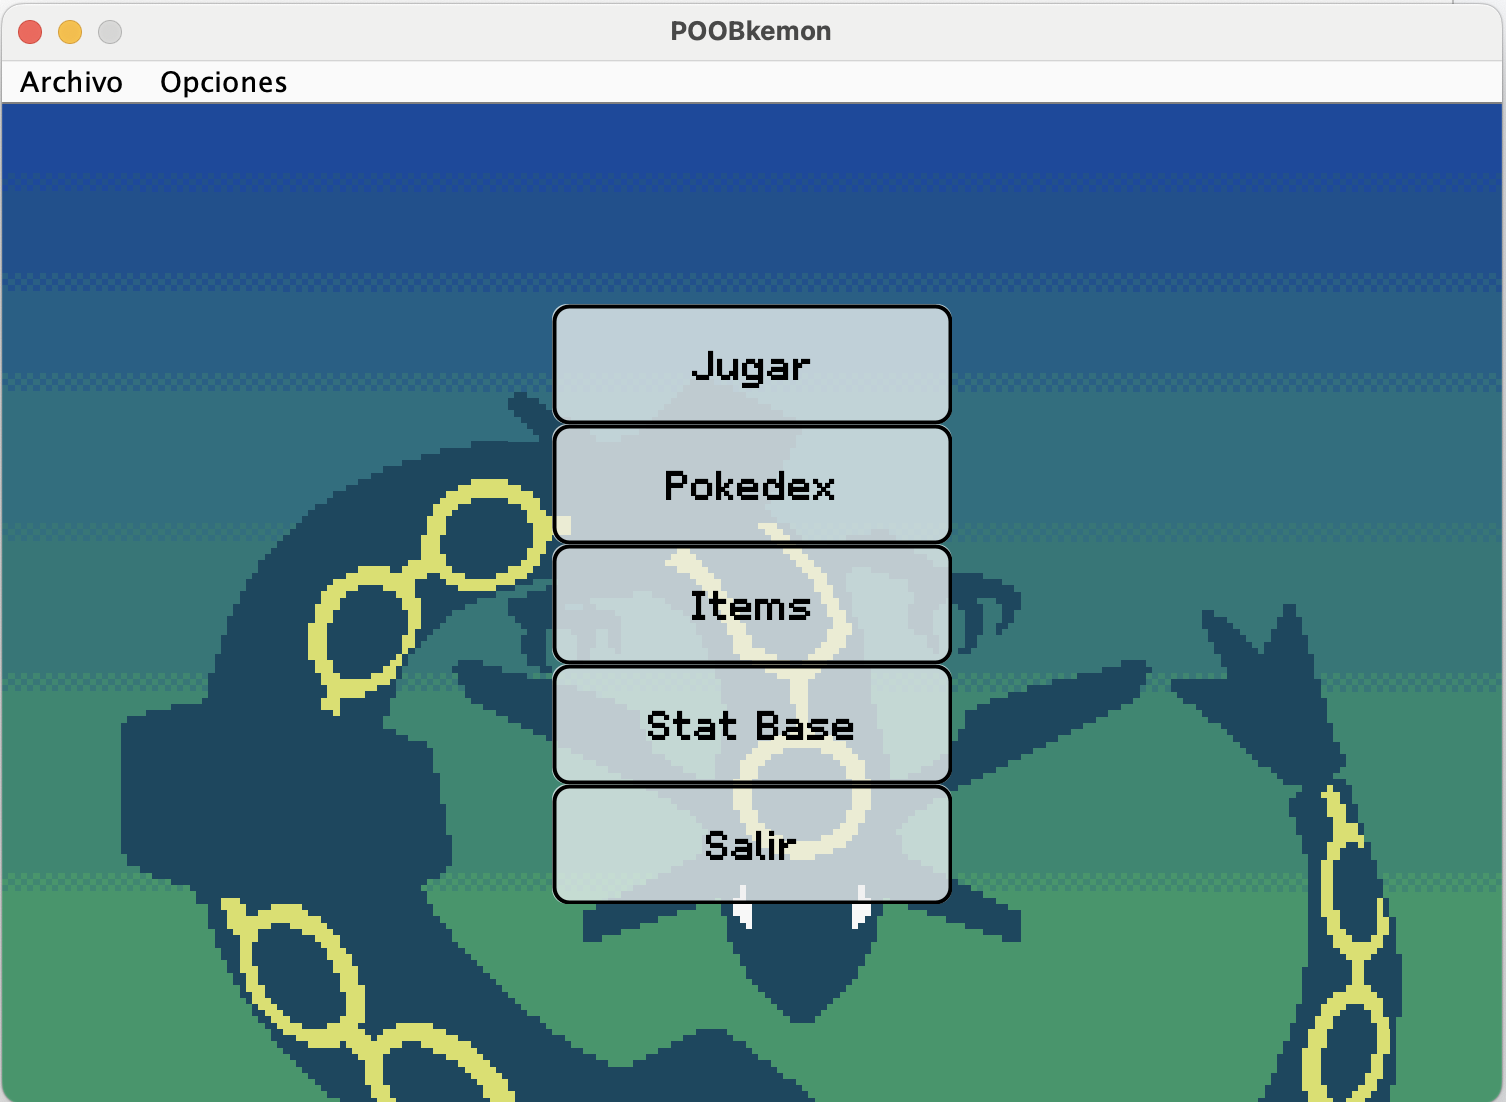 POOBkemon
Archivo Opciones
Jugar
Pokedex
Items
Stat Base
Salir